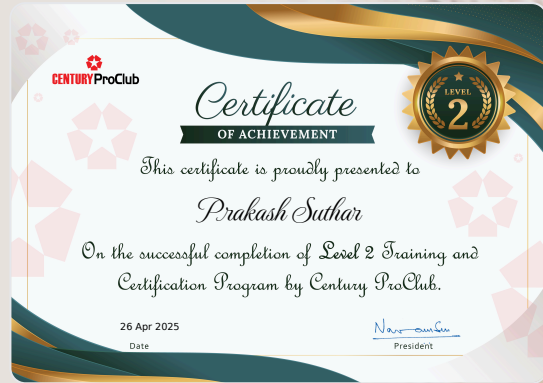 CENTURY ProClub
LEVEL
2
Certificate
OF ACHIEVEMENT
This certificate is proudly presented to
Prakash Suthar
On the successful completion of Level 2 Training and
Certification Program by Century ProClub.
26 Apr 2025
Date
President